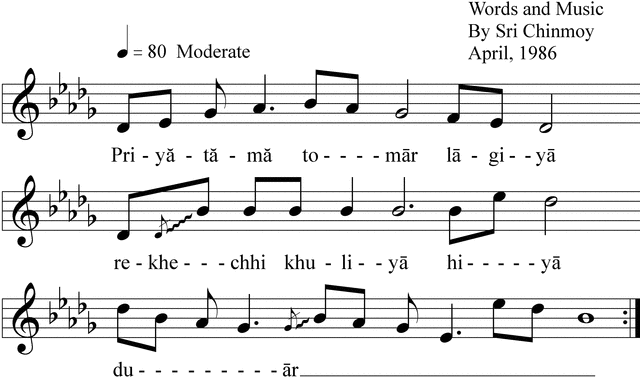 Words and Music
By Sri Chinmoy
April, 1986
= 80 Moderate
Pri - yă - tă - mă to - - - - mār lā - gi - - yā
re - khe - - - chhi khu - li - yā hi - - - - - yā
du - - - - - - - - - - ār